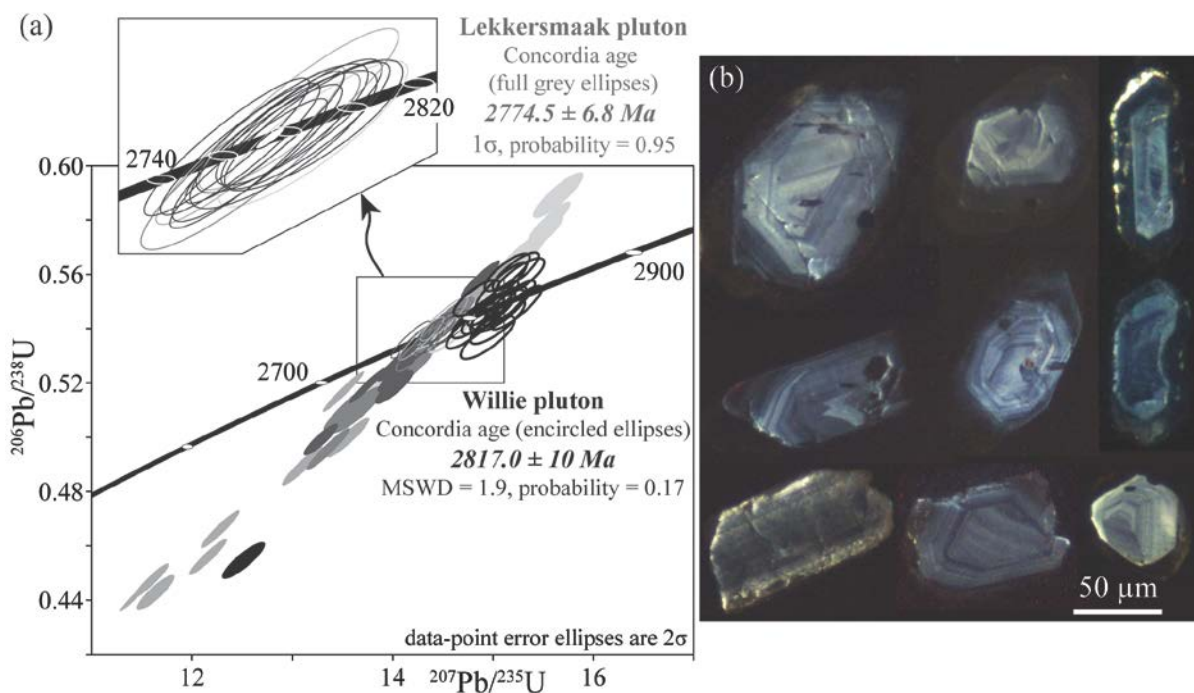 (a)
Lekkersmaak pluton
Concordia age
(full grey ellipses)
2774.5 ± 6.8 Ma
1σ, probability = 0.95
2820
2740
0.60
0.56
0.52
0.48
0.44
2900
2700
Willie pluton
Concordia age (encircled ellipses)
2817.0 ± 10 Ma
MSWD = 1.9, probability = 0.17
data-point error ellipses are 2σ
12
14
16
207Pb/235U
206Pb/238U
(b)
50 µm